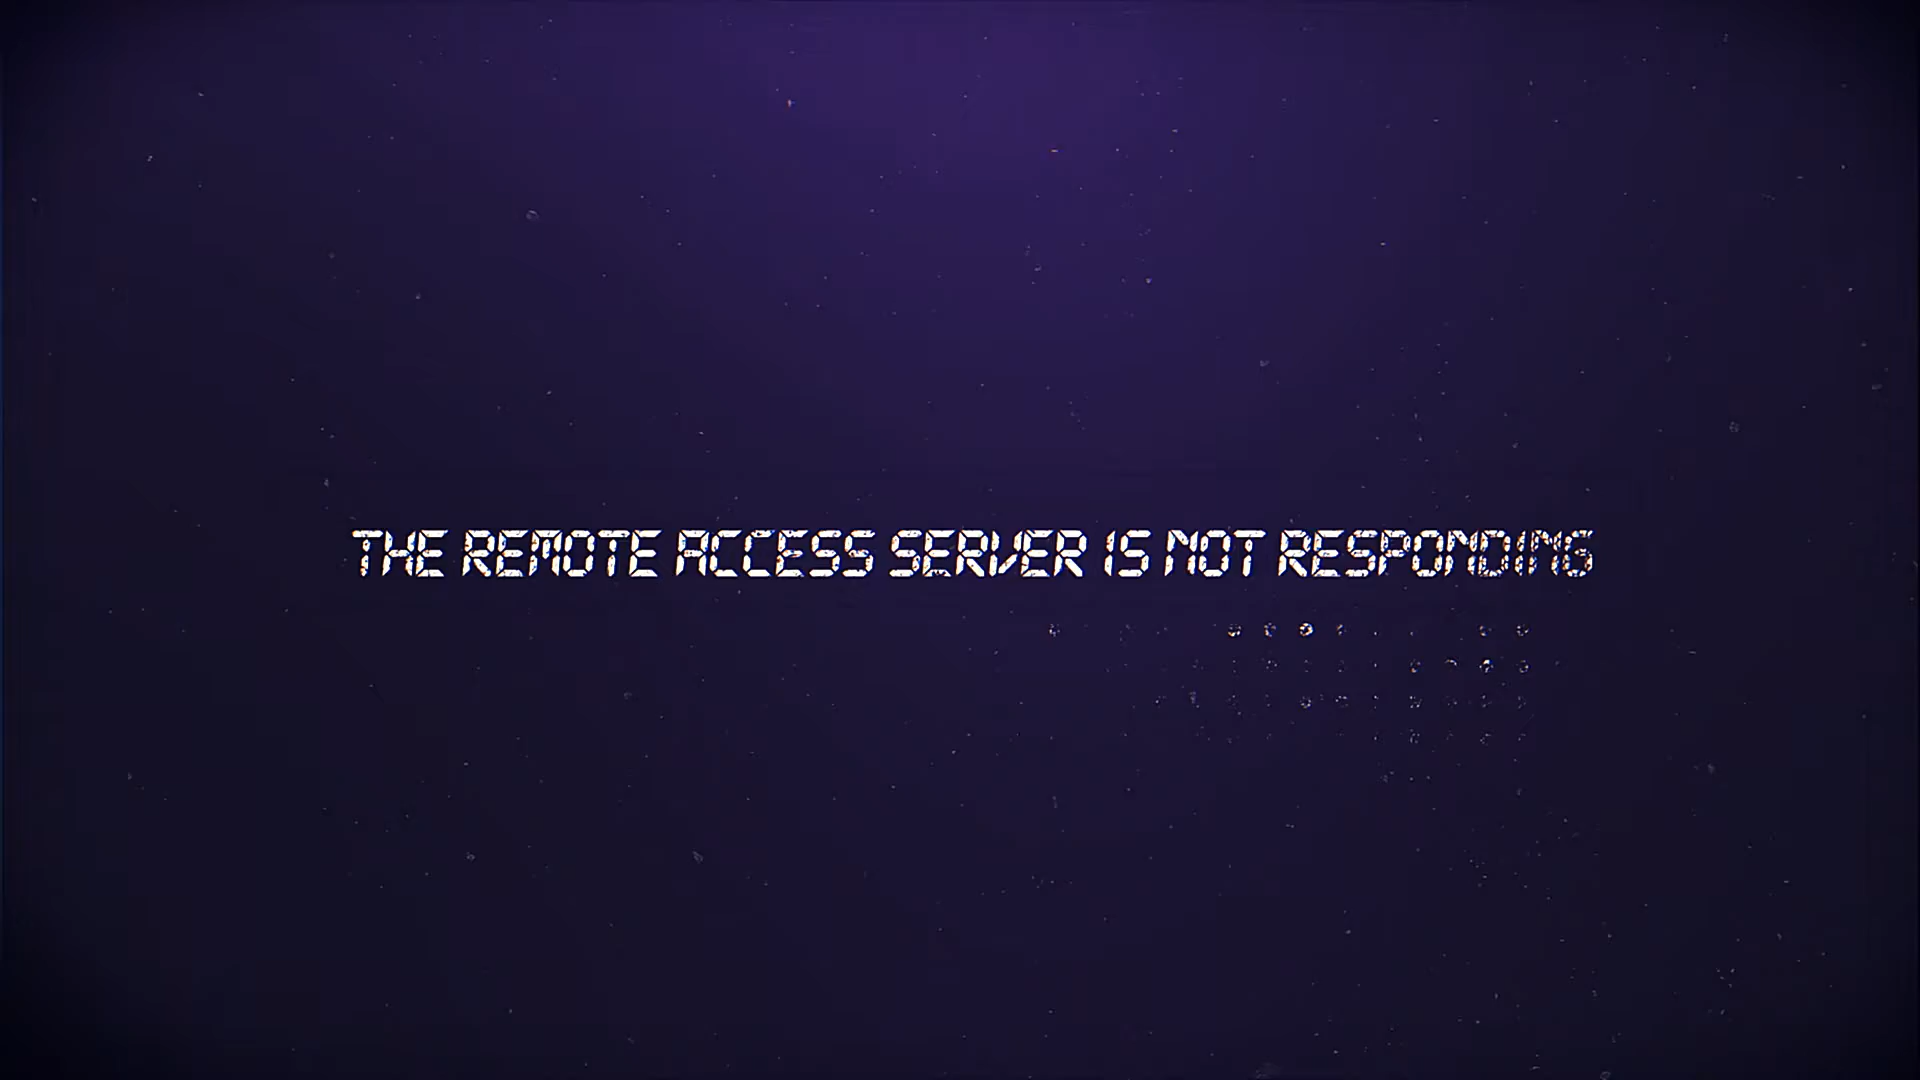 THE REMOTE ACCESS SERVER IS NOT RESPONDING